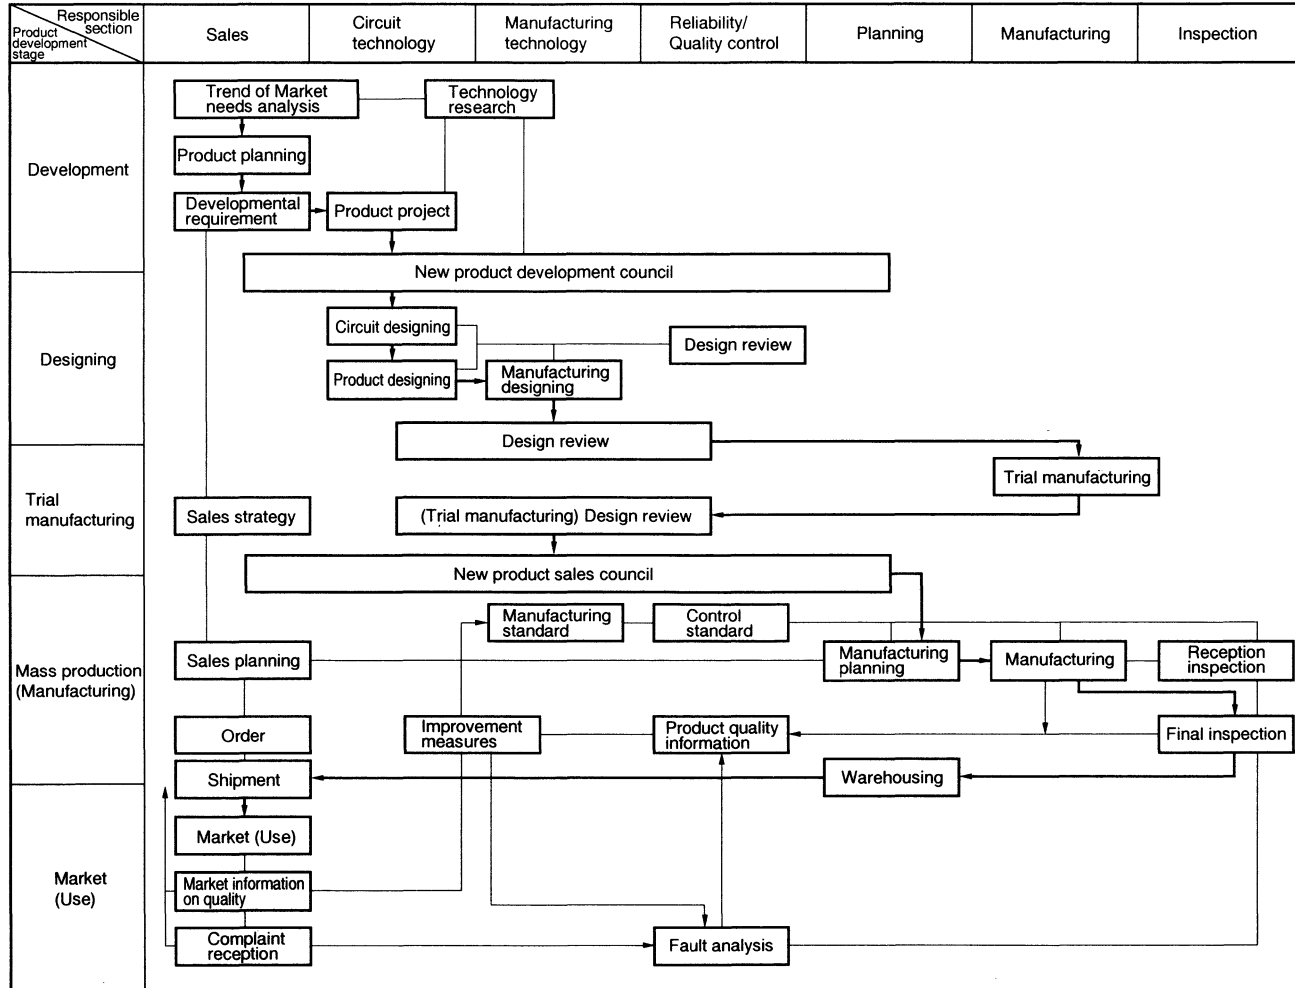 Responsible
section
Product
development
stage
Sales
Circuit
technology
Manufacturing
technology
Reliability/
Quality control
Planning
Manufacturing
Inspection
Development
Trend of Market
needs analysis
Technology
research
Product planning
Developmental
requirement
Product project
New product development council
Designing
Circuit designing
Design review
Product designing
Manufacturing
designing
Design review
Trial
manufacturing
Trial manufacturing
Sales strategy
(Trial manufacturing) Design review
New product sales council
Mass production
(Manufacturing)
Manufacturing
standard
Control
standard
Sales planning
Manufacturing
planning
Manufacturing
Reception
inspection
Order
Improvement
measures
Product quality
information
Final inspection
Shipment
Warehousing
Market
(Use)
Market (Use)
Market information
on quality
Complaint
reception
Fault analysis